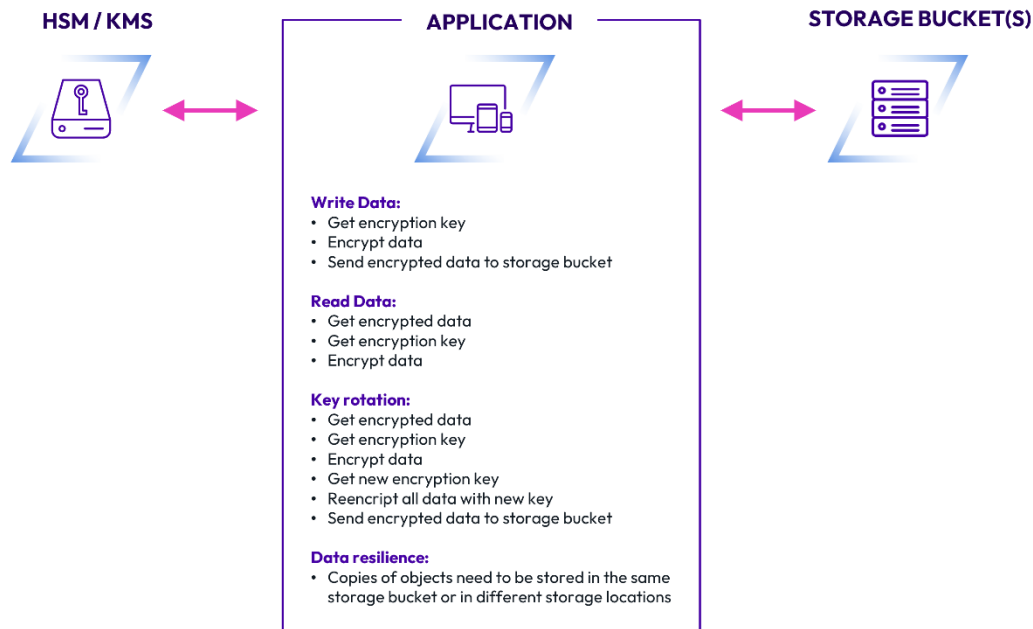 HSM / KMS
APPLICATION
STORAGE BUCKET(S)
Write Data:
• Get encryption key
• Encrypt data
• Send encrypted data to storage bucket
Read Data:
• Get encrypted data
• Get encryption key
• Encrypt data
Key rotation:
• Get encrypted data
• Get encryption key
• Encrypt data
• Get new encryption key
• Reencript all data with new key
• Send encrypted data to storage bucket
Data resilience:
• Copies of objects need to be stored in the same
storage bucket or in different storage locations